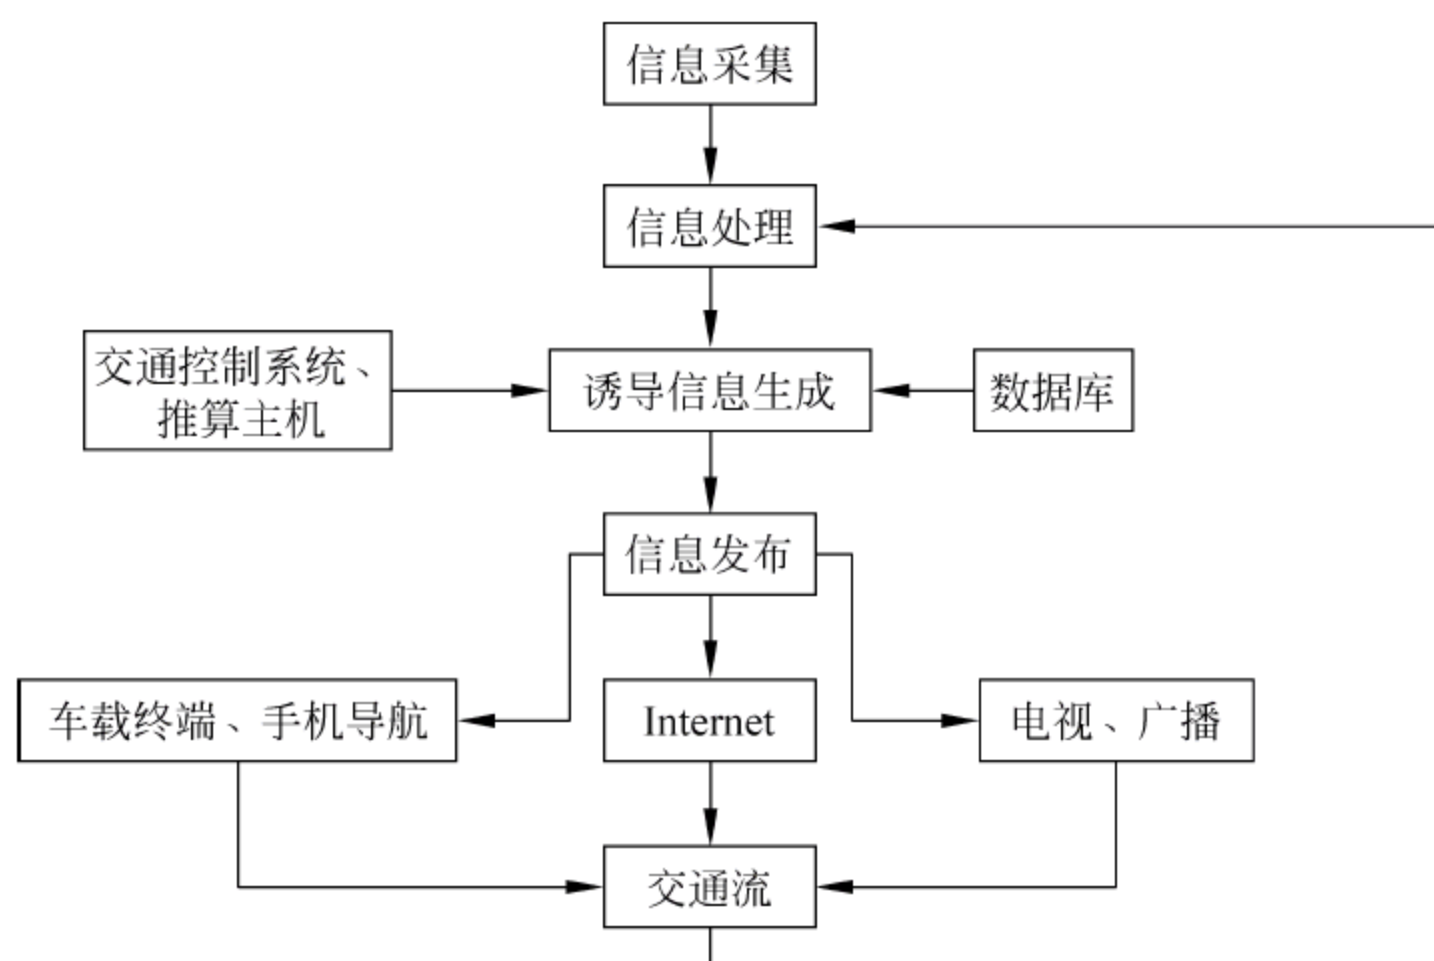 信息采集
信息处理
交通控制系统、
推算主机
诱导信息生成
数据库
信息发布
车载终端、手机导航
Internet
电视、广播
交通流